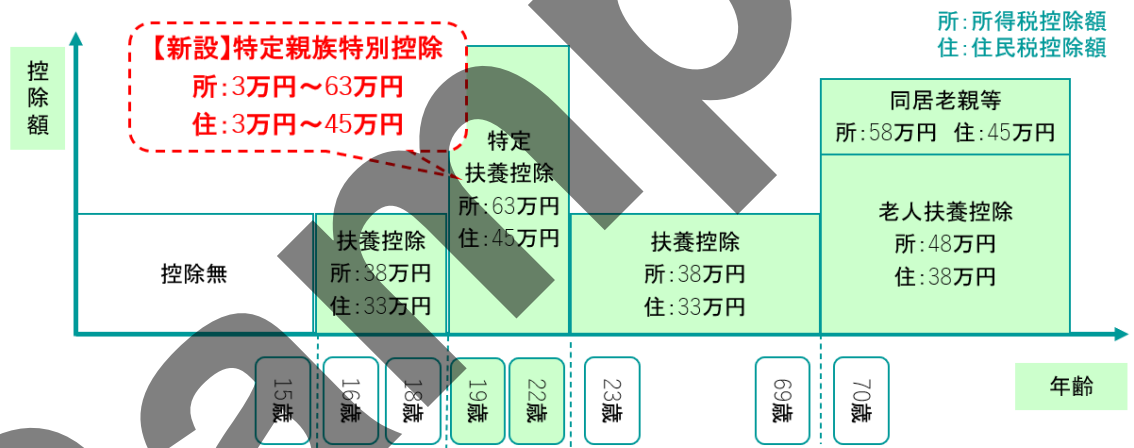 所：所得税控除額
住：住民税控除額
控除額
【新設】特定親族特別控除
所：3万円～63万円
住：3万円～45万円
控除無
扶養控除
所：38万円
住：33万円
特定
扶養控除
所：63万円
住：45万円
扶養控除
所：38万円
住：33万円
同居老親等
所：58万円 住：45万円
老人扶養控除
所：48万円
住：38万円
15歳
16歳
18歳
19歳
22歳
23歳
69歳
70歳
年齢